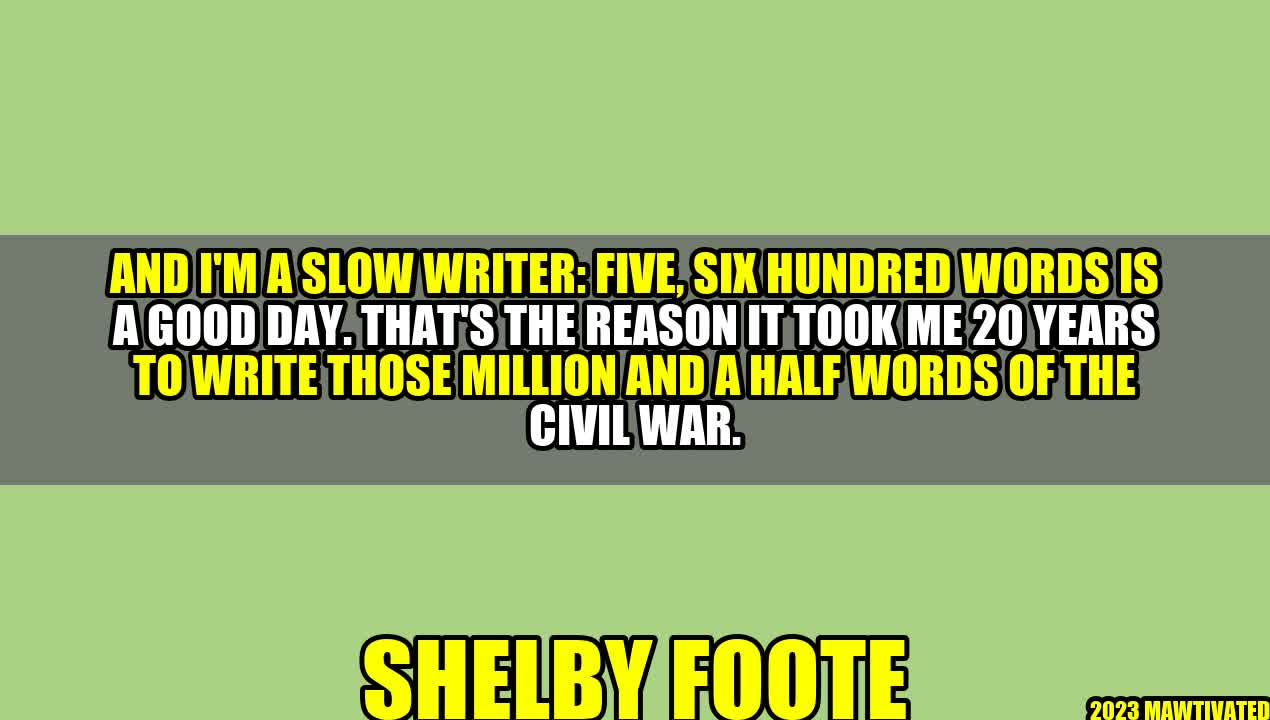 AND I'M A SLOW WRITER: FIVE, SIX HUNDRED WORDS IS
A GOOD DAY. THAT'S THE REASON IT TOOK ME 20 YEARS
TO WRITE THOSE MILLION AND A HALF WORDS OF THE
CIVIL WAR.
SHELBY FOOTE
2023 MAWTIVATED